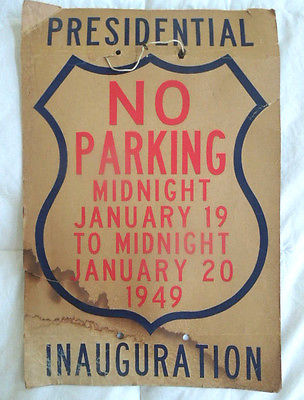 PRESIDENTIAL
NO
PARKING
MIDNIGHT
JANUARY 19
TO MIDNIGHT
JANUARY 20
1949
INAUGURATION